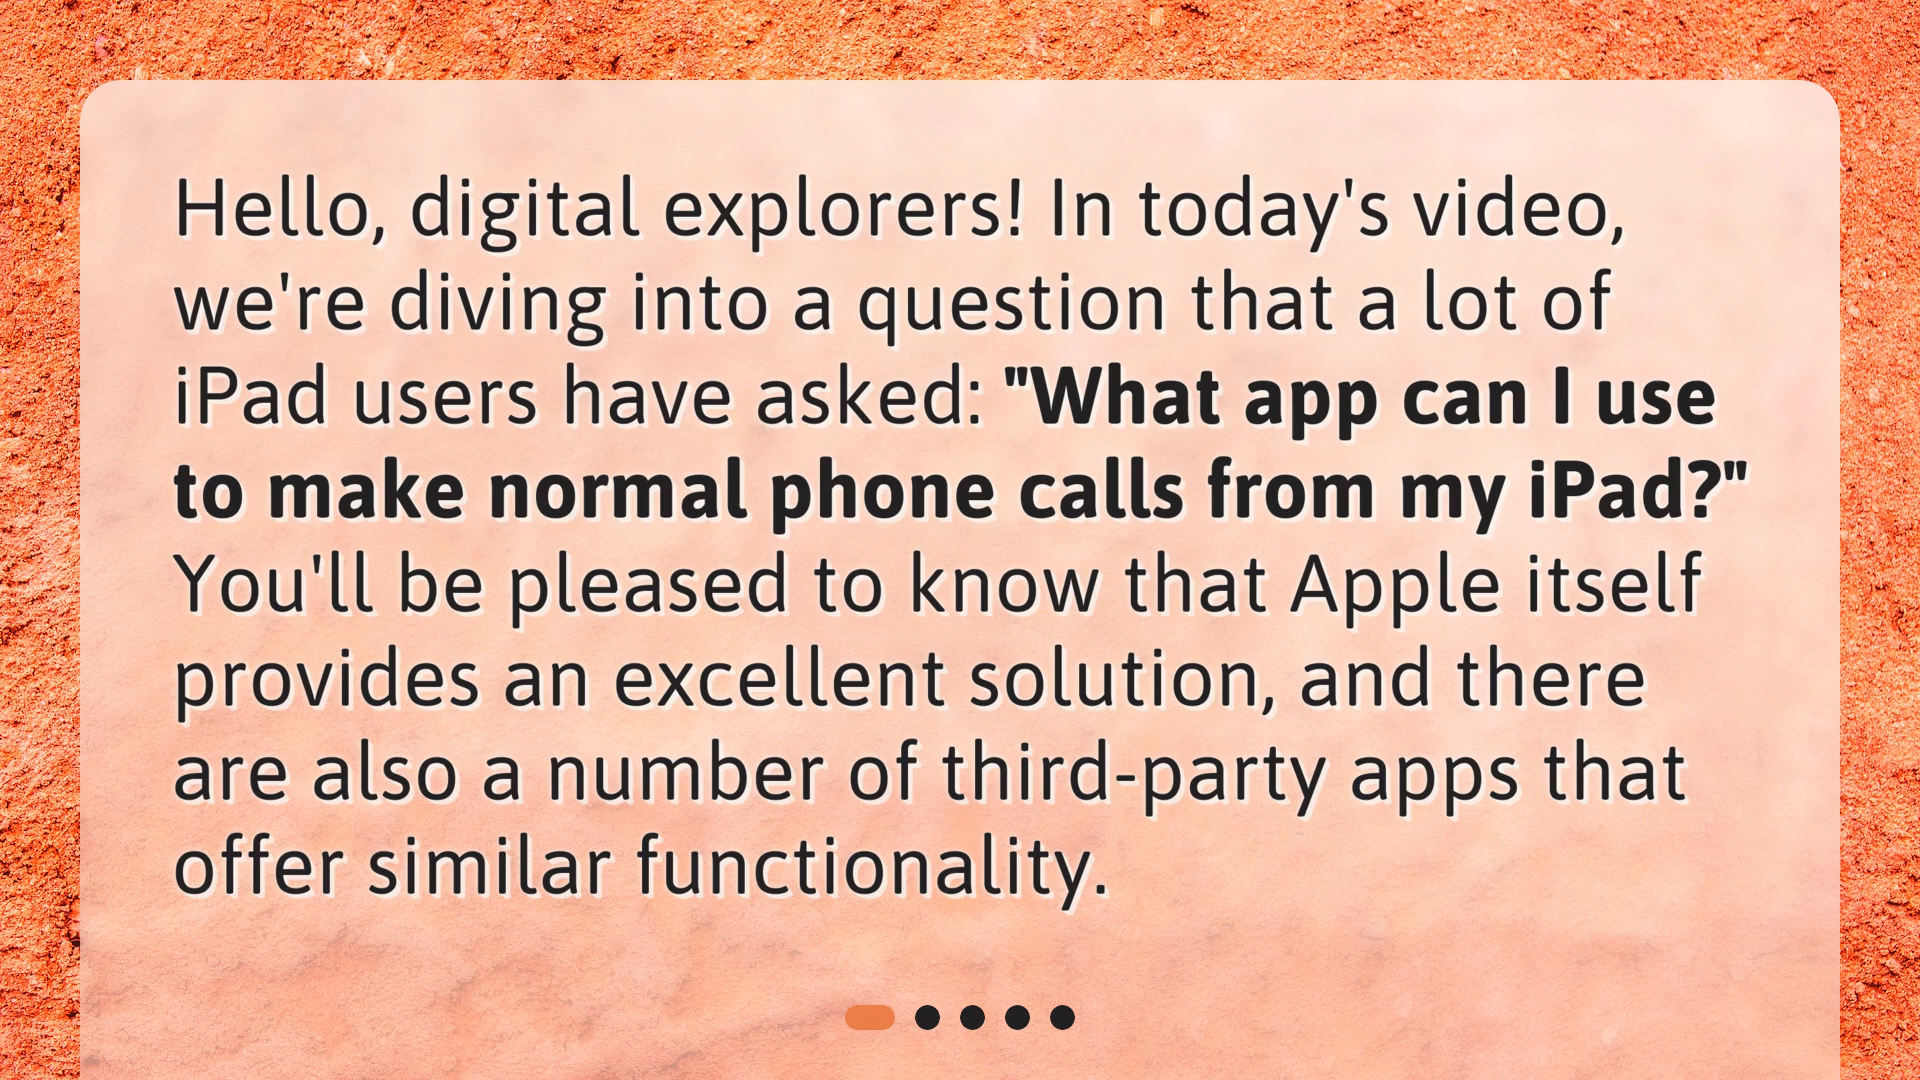 Hello, digital explorers! In today's video,
we're diving into a question that a lot of
iPad users have asked: "What app can I use
to make normal phone calls from my iPad?"
You'll be pleased to know that Apple itself
provides an excellent solution, and there
are also a number of third-party apps that
offer similar functionality.